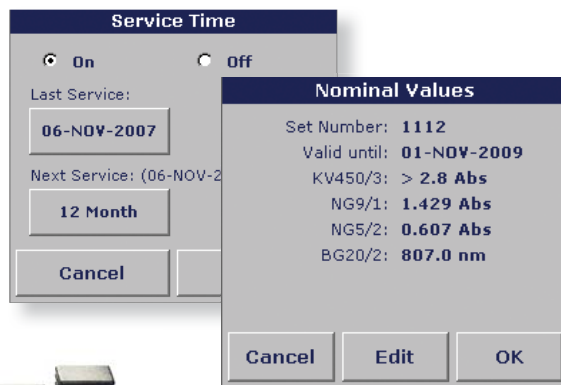 Service Time
On Off
Last Service:
06-NOV-2007
Next Service: (06-NOV-2
12 Month
Cancel
Nominal Values
Set Number: 1112
Valid until: 01-NOV-2009
KV450/3: > 2.8 Abs
NG9/1: 1.429 Abs
NG5/2: 0.607 Abs
BG20/2: 807.0 nm
Cancel Edit OK